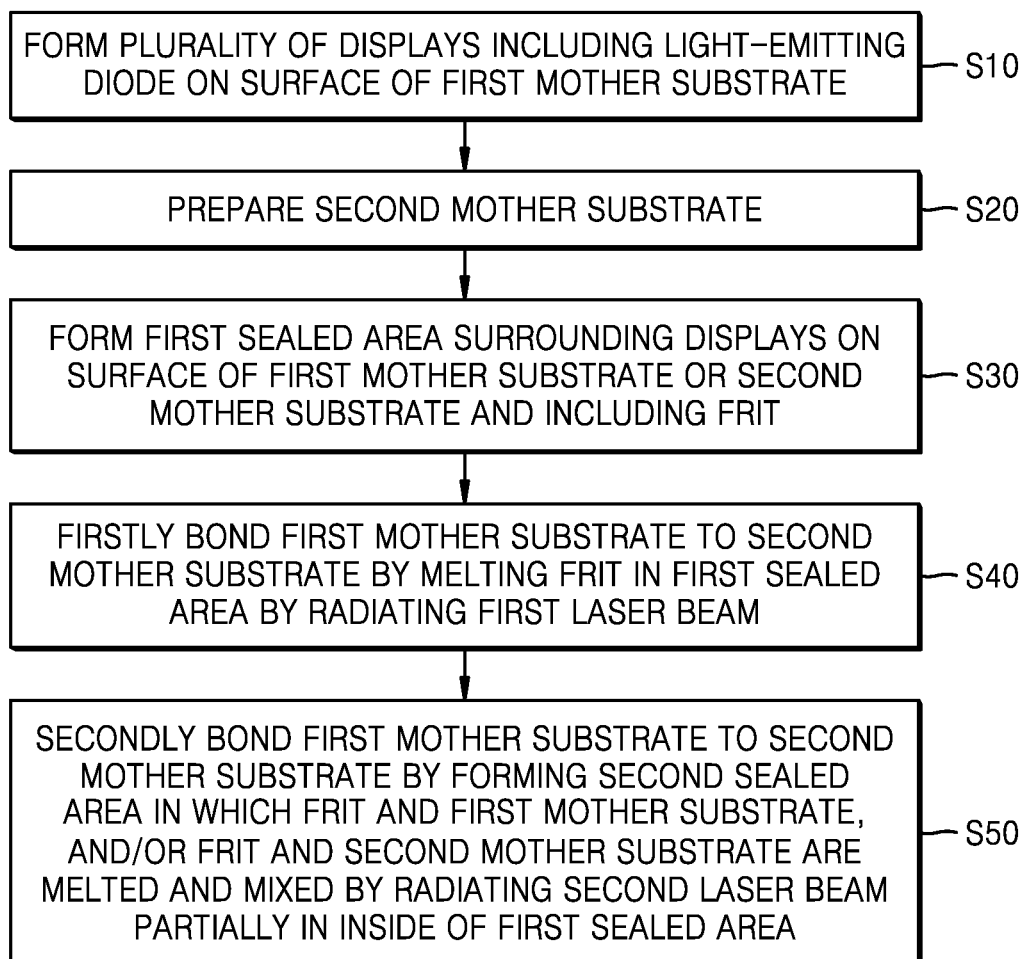 FORM PLURALITY OF DISPLAYS INCLUDING LIGHT-EMITTING
DIODE ON SURFACE OF FIRST MOTHER SUBSTRATE
S10
PREPARE SECOND MOTHER SUBSTRATE
S20
FORM FIRST SEALED AREA SURROUNDING DISPLAYS ON
SURFACE OF FIRST MOTHER SUBSTRATE OR SECOND
MOTHER SUBSTRATE AND INCLUDING FRIT
S30
FIRSTLY BOND FIRST MOTHER SUBSTRATE TO SECOND
MOTHER SUBSTRATE BY MELTING FRIT IN FIRST SEALED
AREA BY RADIATING FIRST LASER BEAM
S40
SECONDLY BOND FIRST MOTHER SUBSTRATE TO SECOND
MOTHER SUBSTRATE BY FORMING SECOND SEALED
AREA IN WHICH FRIT AND FIRST MOTHER SUBSTRATE,
AND/OR FRIT AND SECOND MOTHER SUBSTRATE ARE
MELTED AND MIXED BY RADIATING SECOND LASER BEAM
PARTIALLY IN INSIDE OF FIRST SEALED AREA
S50